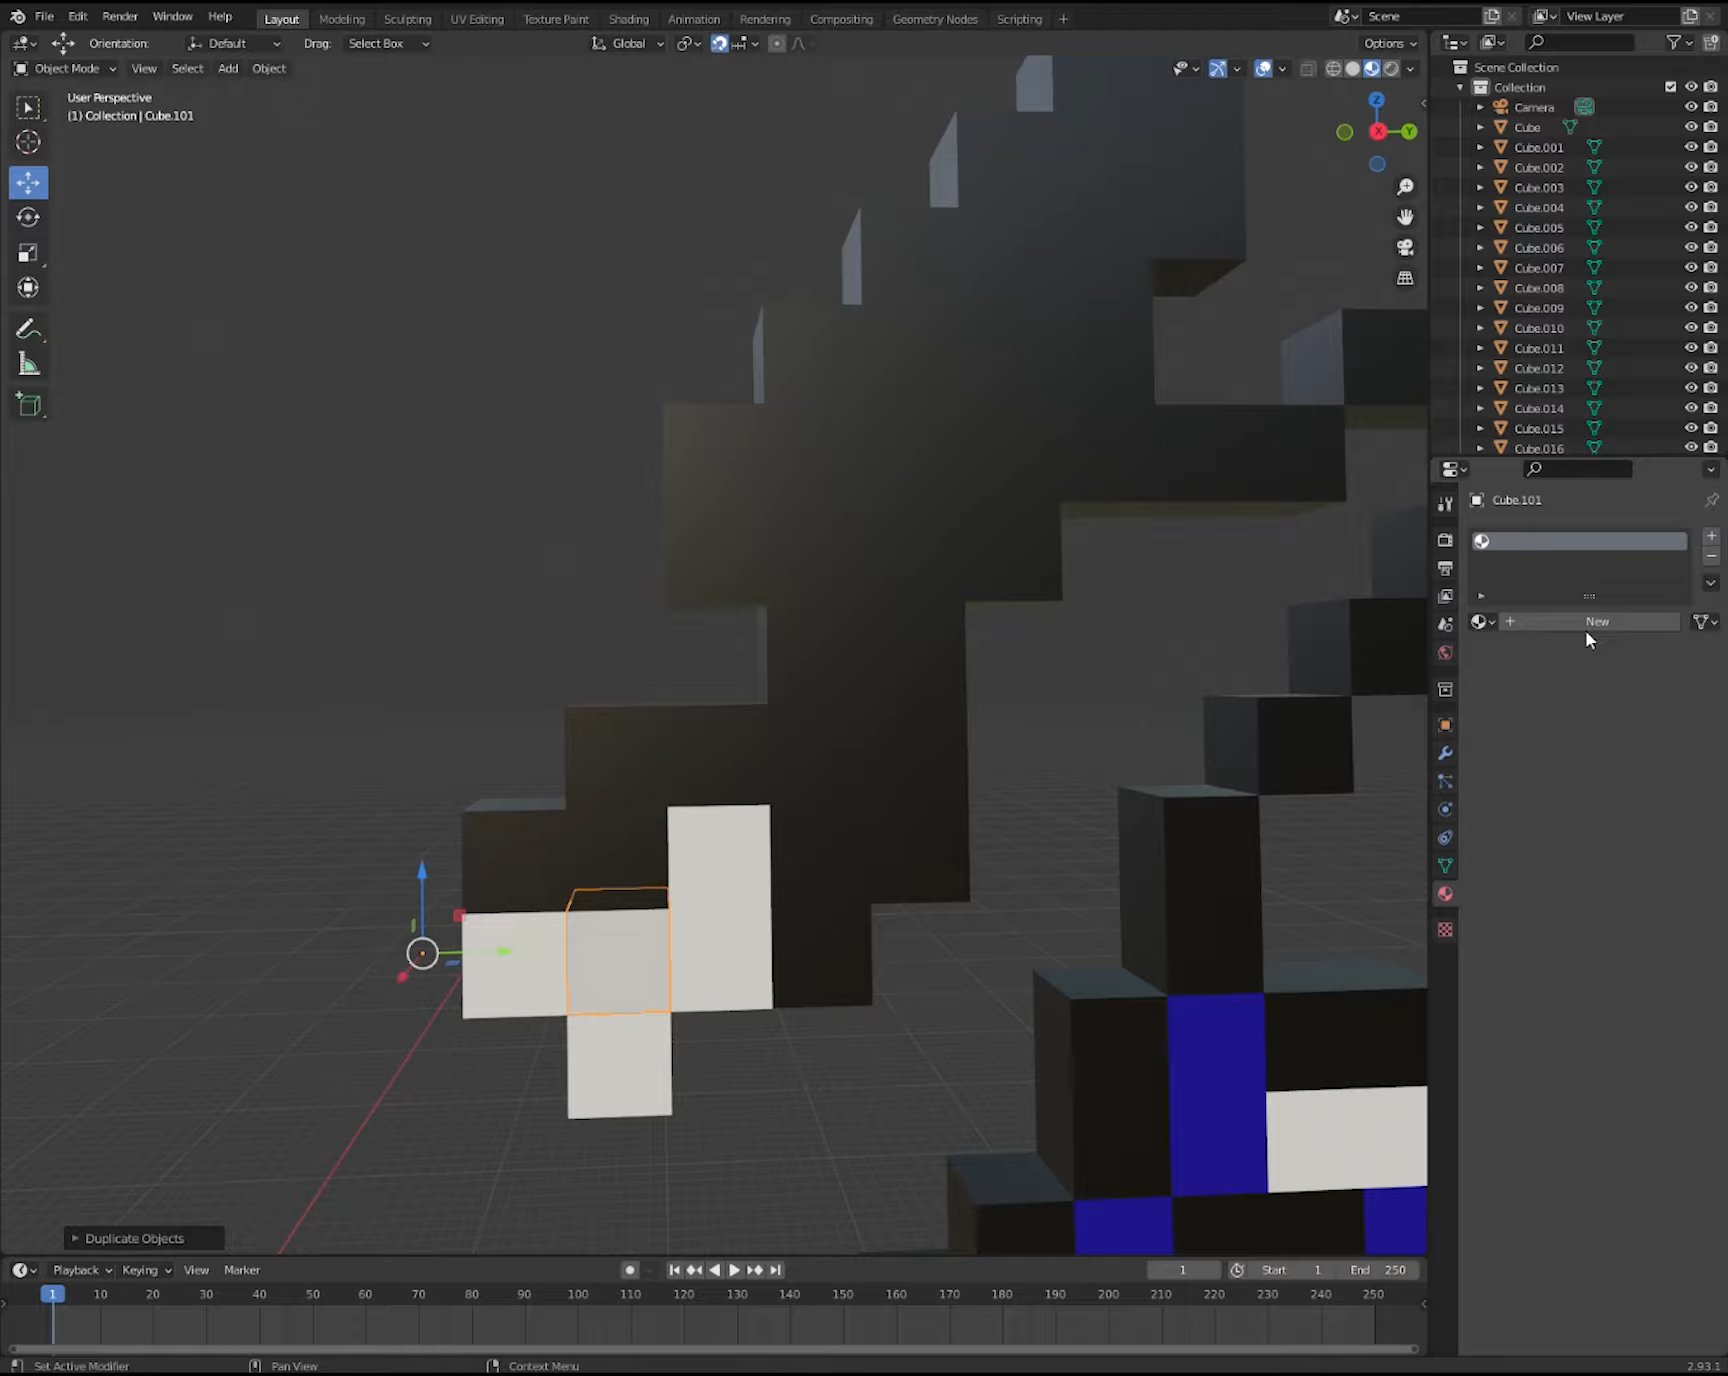 File Edit Render Window Help Layout Modeling Sculpting UV Editing Texture Paint Shading Animation Rendering Compositing Geometry Nodes Scripting + Scene View Layer
Orientation: Default Drag: Select Box Global Options
Object Mode View Select Add Object
User Perspective
(1) Collection | Cube.101
Z
X
Y
Scene Collection
Collection
Camera
Cube
Cube.001
Cube.002
Cube.003
Cube.004
Cube.005
Cube.006
Cube.007
Cube.008
Cube.009
Cube.010
Cube.011
Cube.012
Cube.013
Cube.014
Cube.015
Cube.016
Cube.101
New
Duplicate Objects
Playback Keying View Marker 1 Start 1 End 250
1 10 20 30 40 50 60 70 80 90 100 110 120 130 140 150 160 170 180 190 200 210 220 230 240 250
Set Active Modifier Pan View Context Menu 2.93.1